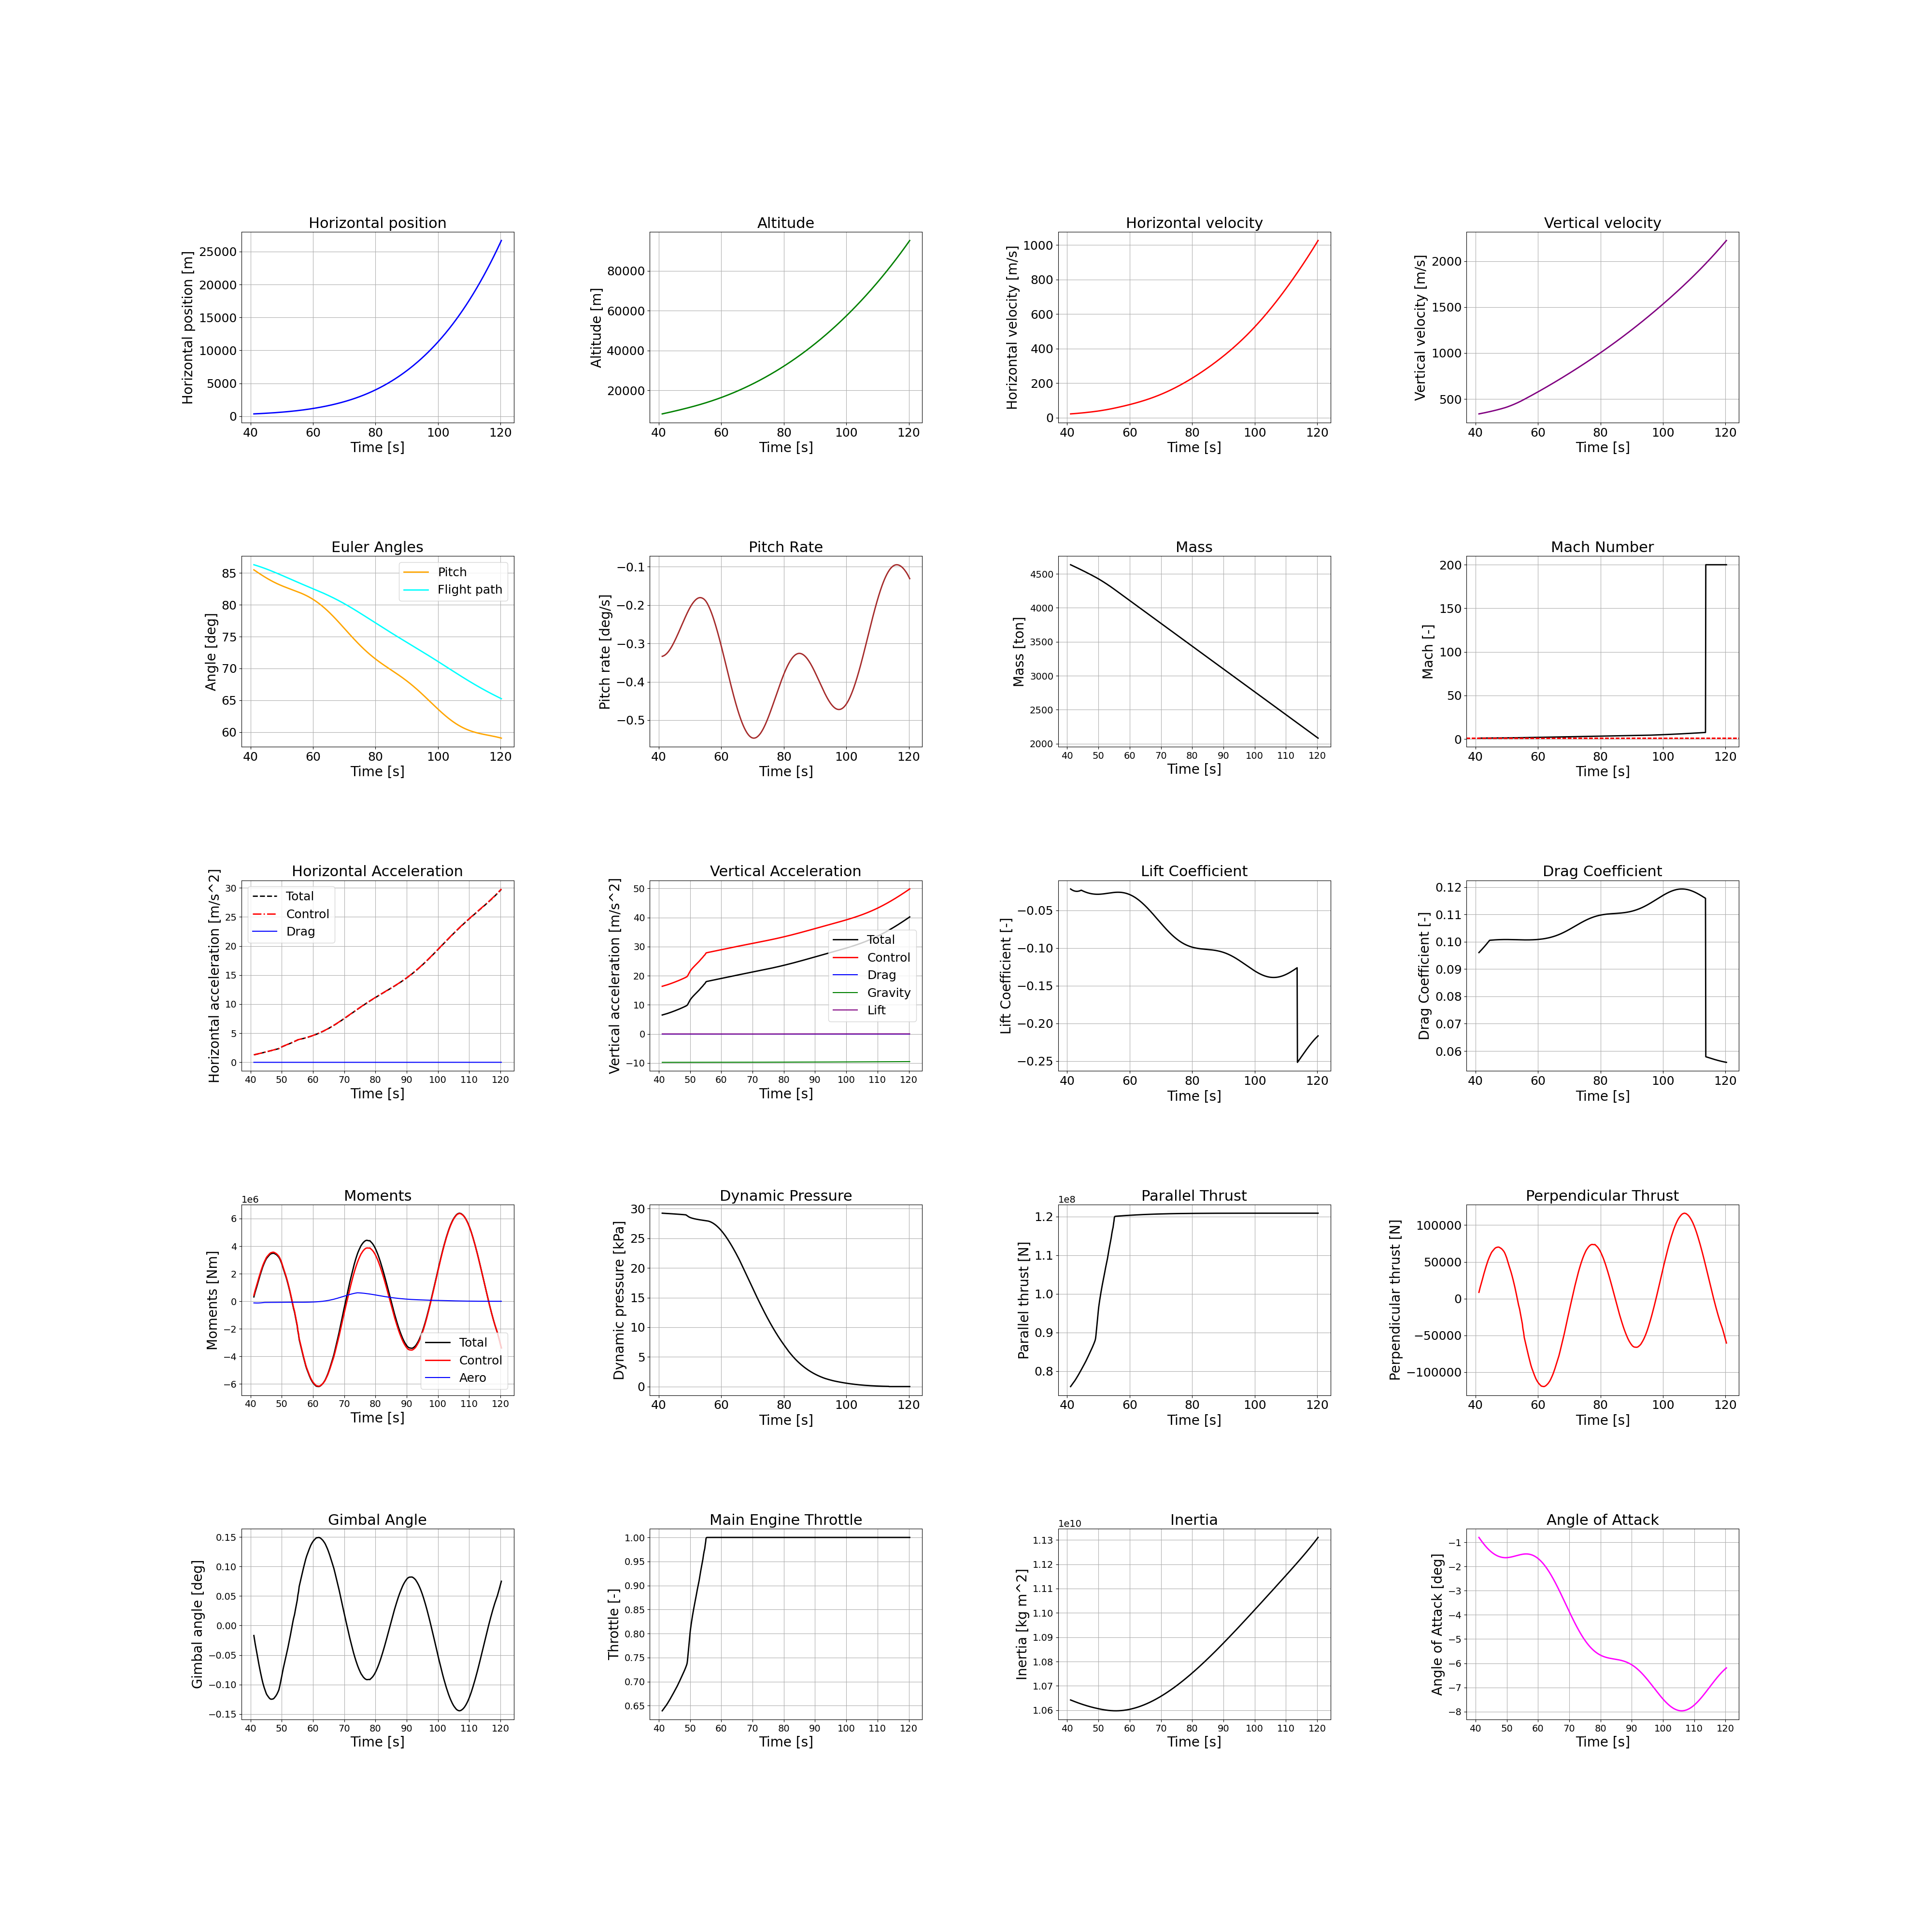 Horizontal position
Horizontal position [m]
25000
20000
15000
10000
5000
0
40 60 80 100 120
Time [s]
Altitude
Altitude [m]
80000
60000
40000
20000
40 60 80 100 120
Time [s]
Horizontal velocity
Horizontal velocity [m/s]
1000
800
600
400
200
0
40 60 80 100 120
Time [s]
Vertical velocity
Vertical velocity [m/s]
2000
1500
1000
500
40 60 80 100 120
Time [s]
Euler Angles
Angle [deg]
85
80
75
70
65
60
Pitch
Flight path
40 60 80 100 120
Time [s]
Pitch Rate
Pitch rate [deg/s]
−0.1
−0.2
−0.3
−0.4
−0.5
40 60 80 100 120
Time [s]
Mass
Mass [ton]
4500
4000
3500
3000
2500
2000
40 50 60 70 80 90 100 110 120
Time [s]
Mach Number
Mach [-]
200
150
100
50
0
40 60 80 100 120
Time [s]
Horizontal Acceleration
Horizontal acceleration [m/s^2]
30
25
20
15
10
5
0
Total
Control
Drag
40 50 60 70 80 90 100 110 120
Time [s]
Vertical Acceleration
Vertical acceleration [m/s^2]
50
40
30
20
10
0
−10
Total
Control
Drag
Gravity
Lift
40 50 60 70 80 90 100 110 120
Time [s]
Lift Coefficient
Lift Coefficient [-]
−0.05
−0.10
−0.15
−0.20
−0.25
40 60 80 100 120
Time [s]
Drag Coefficient
Drag Coefficient [-]
0.12
0.11
0.10
0.09
0.08
0.07
0.06
40 60 80 100 120
Time [s]
Moments
1e6
Moments [Nm]
6
4
2
0
−2
−4
−6
Total
Control
Aero
40 50 60 70 80 90 100 110 120
Time [s]
Dynamic Pressure
Dynamic pressure [kPa]
30
25
20
15
10
5
0
40 60 80 100 120
Time [s]
Parallel Thrust
1e8
Parallel thrust [N]
1.2
1.1
1.0
0.9
0.8
40 60 80 100 120
Time [s]
Perpendicular Thrust
Perpendicular thrust [N]
100000
50000
0
−50000
−100000
40 60 80 100 120
Time [s]
Gimbal Angle
Gimbal angle [deg]
0.15
0.10
0.05
0.00
−0.05
−0.10
−0.15
40 50 60 70 80 90 100 110 120
Time [s]
Main Engine Throttle
Throttle [-]
1.00
0.95
0.90
0.85
0.80
0.75
0.70
0.65
40 50 60 70 80 90 100 110 120
Time [s]
Inertia
1e10
Inertia [kg m^2]
1.13
1.12
1.11
1.10
1.09
1.08
1.07
1.06
40 50 60 70 80 90 100 110 120
Time [s]
Angle of Attack
Angle of Attack [deg]
−1
−2
−3
−4
−5
−6
−7
−8
40 50 60 70 80 90 100 110 120
Time [s]